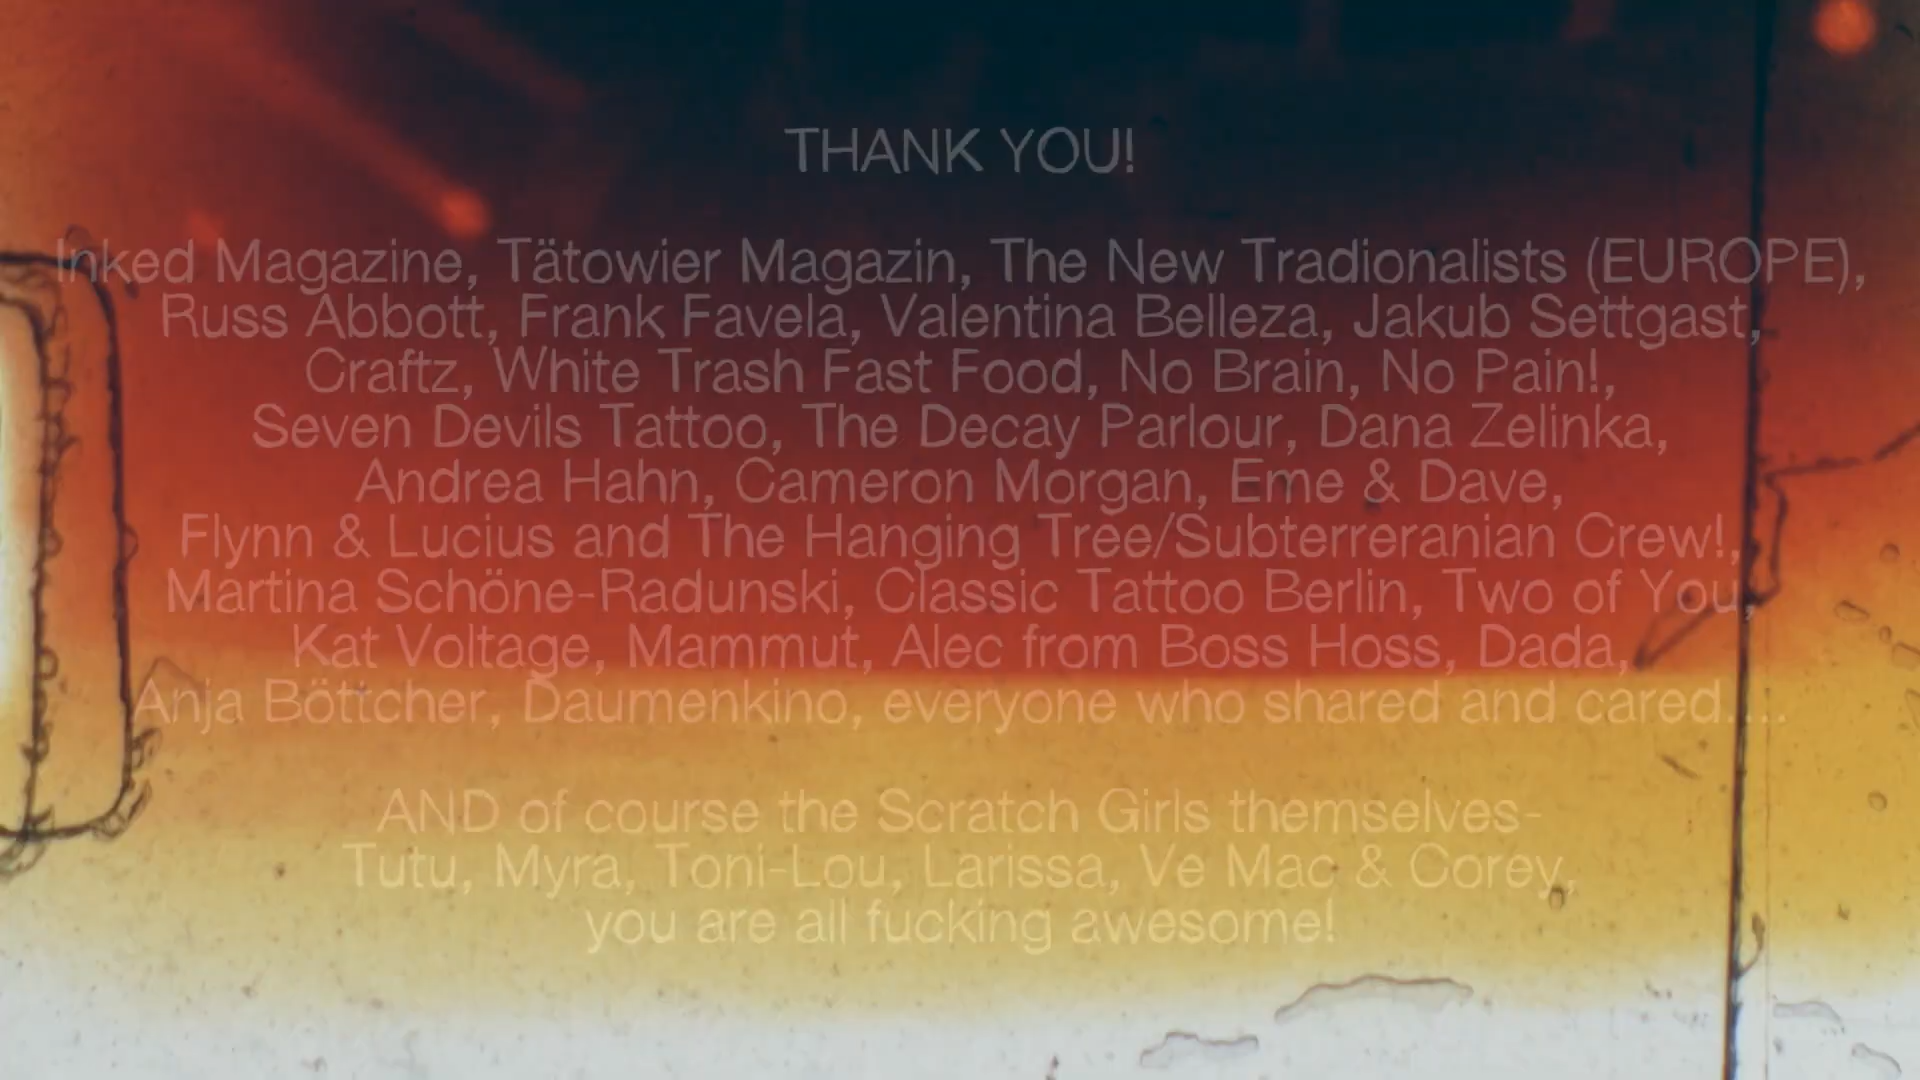 THANK YOU!
Inked Magazine, Tätowier Magazin, The New Tradionalists (EUROPE),
Russ Abbott, Frank Favela, Valentina Belleza, Jakub Settgast,
Craftz, White Trash Fast Food, No Brain, No Pain!,
Seven Devils Tattoo, The Decay Parlour, Dana Zelinka,
Andrea Hahn, Cameron Morgan, Eme & Dave,
Flynn & Lucius and The Hanging Tree/Subterreranian Crew!,
Martina Schöne-Radunski, Classic Tattoo Berlin, Two of You,
Kat Voltage, Mammut, Alec from Boss Hoss, Dada,
Anja Böttcher, Daumenkino, everyone who shared and cared....
AND of course the Scratch Girls themselves-
Tutu, Myra, Toni-Lou, Larissa, Ve Mac & Corey,
you are all fucking awesome!